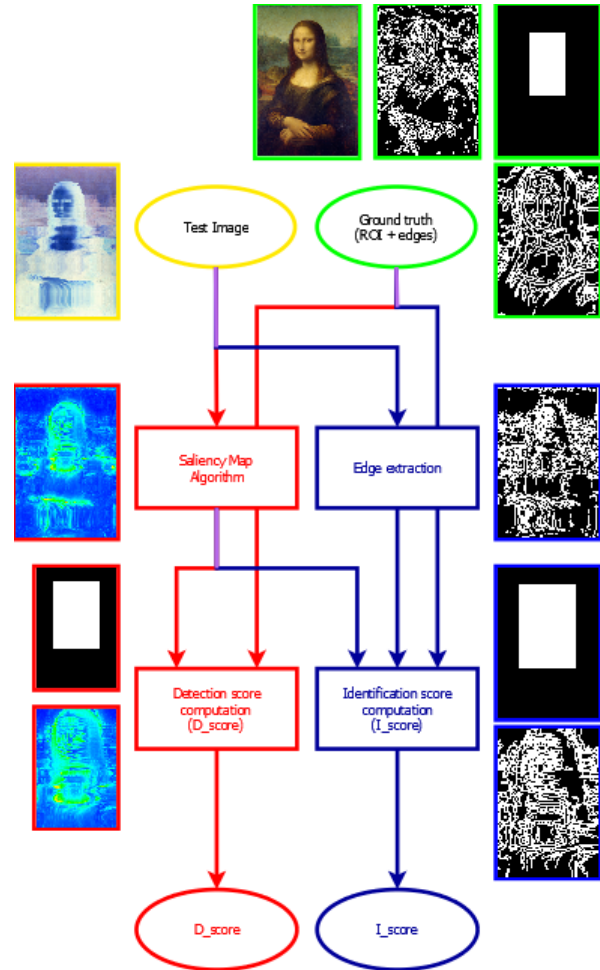 Test Image
Ground truth
(ROI + edges)
Saliency Map
Algorithm
Edge extraction
Detection score
computation
(D_score)
Identification score
computation
(I_score)
D_score
I_score